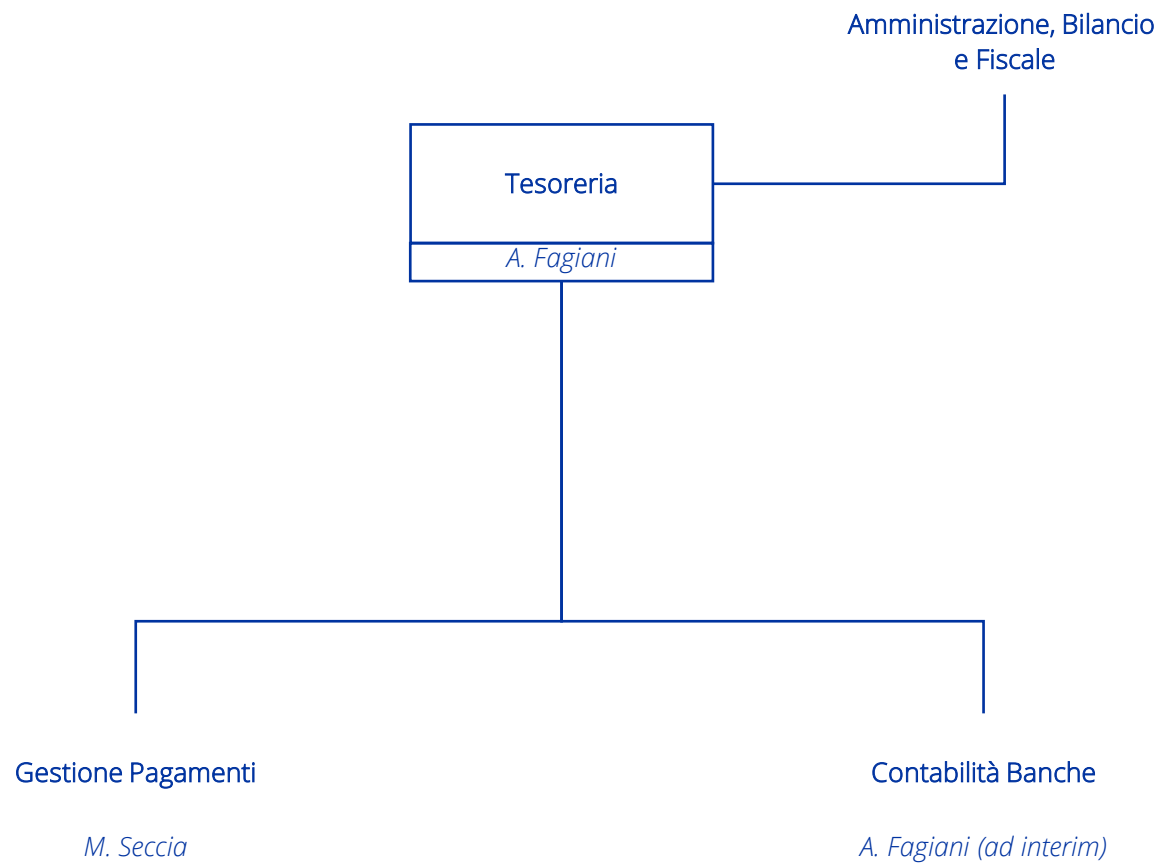 Amministrazione, Bilancio
e Fiscale
Tesoreria
A. Fagiani
Gestione Pagamenti
M. Seccia
Contabilità Banche
A. Fagiani (ad interim)